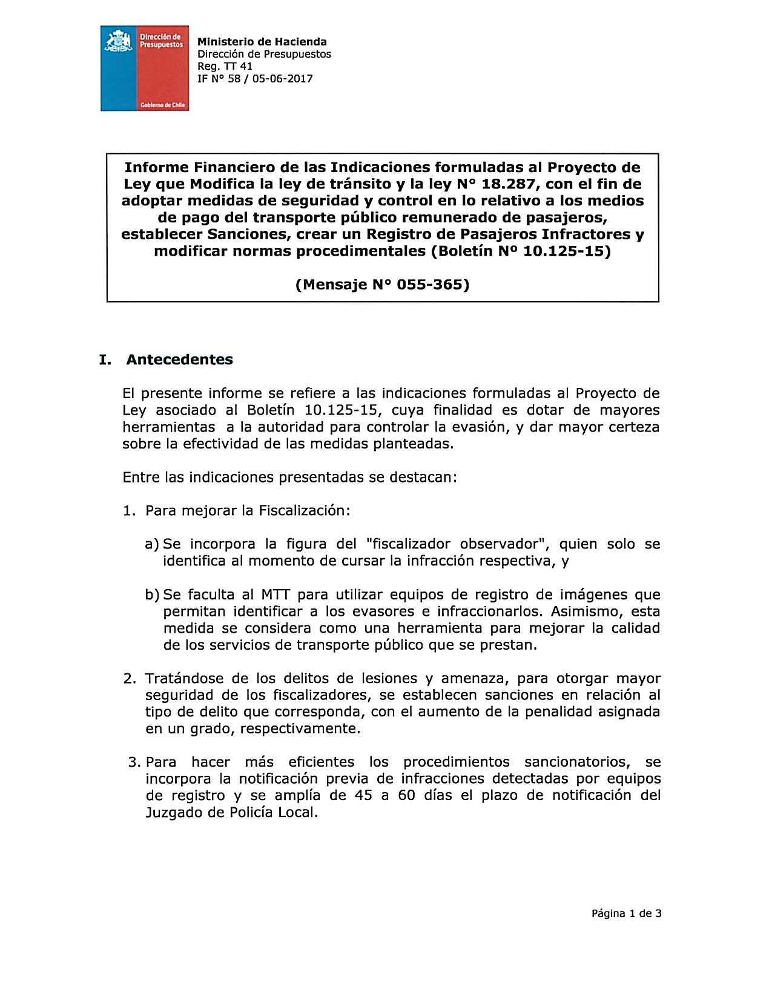 Dirección de
Presupuestos
Gobierno de Chile
Ministerio de Hacienda
Dirección de Presupuestos
Reg. TT 41
IF Nº 58 / 05-06-2017
Informe Financiero de las Indicaciones formuladas al Proyecto de
Ley que Modifica la ley de tránsito y la ley Nº 18.287, con el fin de
adoptar medidas de seguridad y control en lo relativo a los medios
de pago del transporte público remunerado de pasajeros,
establecer Sanciones, crear un Registro de Pasajeros Infractores y
modificar normas procedimentales (Boletín Nº 10.125-15)
(Mensaje Nº 055-365)
I. Antecedentes
El presente informe se refiere a las indicaciones formuladas al Proyecto de
Ley asociado al Boletín 10.125-15, cuya finalidad es dotar de mayores
herramientas a la autoridad para controlar la evasión, y dar mayor certeza
sobre la efectividad de las medidas planteadas.
Entre las indicaciones presentadas se destacan:
1. Para mejorar la Fiscalización:
a) Se incorpora la figura del "fiscalizador observador", quien solo se
identifica al momento de cursar la infracción respectiva, y
b) Se faculta al MTT para utilizar equipos de registro de imágenes que
permitan identificar a los evasores e infraccionarlos. Asimismo, esta
medida se considera como una herramienta para mejorar la calidad
de los servicios de transporte público que se prestan.
2. Tratándose de los delitos de lesiones y amenaza, para otorgar mayor
seguridad de los fiscalizadores, se establecen sanciones en relación al
tipo de delito que corresponda, con el aumento de la penalidad asignada
en un grado, respectivamente.
3. Para hacer más eficientes los procedimientos sancionatorios, se
incorpora la notificación previa de infracciones detectadas por equipos
de registro y se amplía de 45 a 60 días el plazo de notificación del
Juzgado de Policía Local.
Página 1 de 3